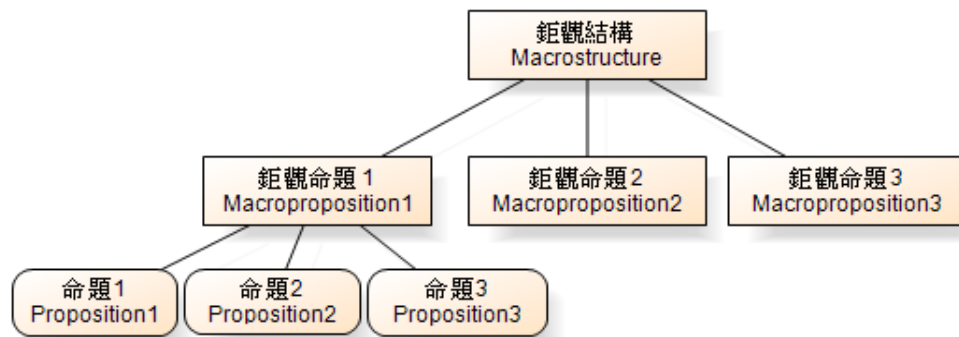 鉅觀結構
Macrostructure
鉅觀命題1
Macroproposition1
鉅觀命題2
Macroproposition2
鉅觀命題3
Macroproposition3
命題1
Proposition1
命題2
Proposition2
命題3
Proposition3